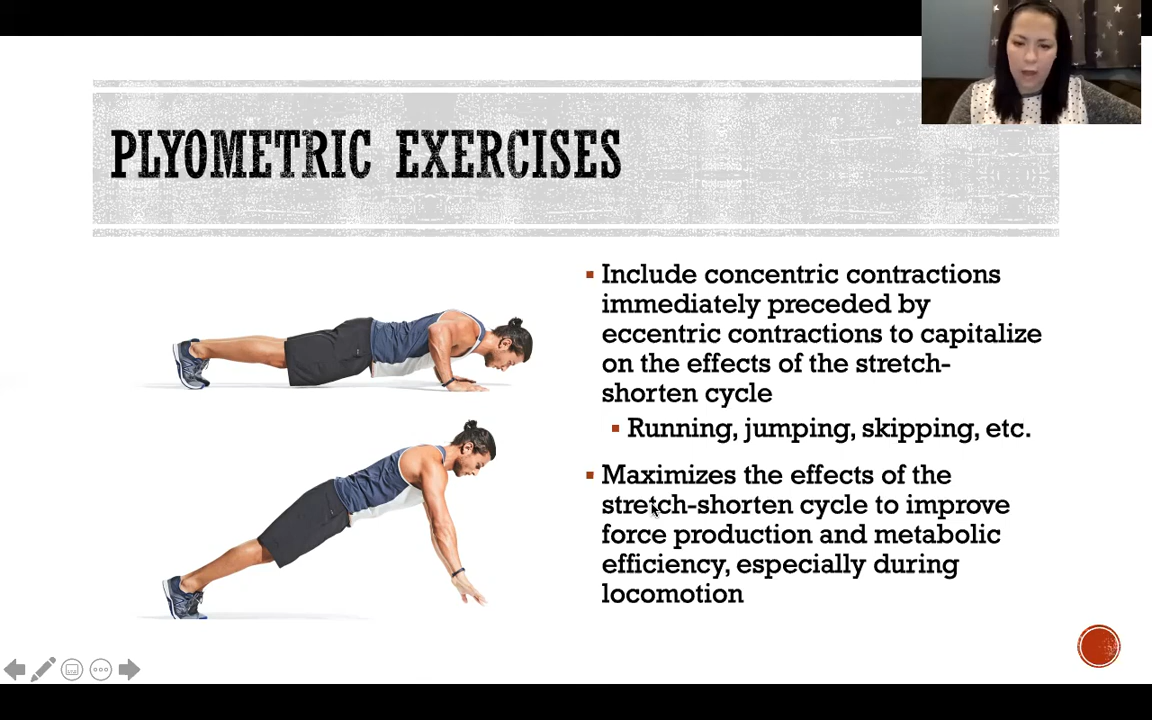 PLYOMETRIC EXERCISES
Include concentric contractions
immediately preceded by
eccentric contractions to capitalize
on the effects of the stretch-
shorten cycle
Running, jumping, skipping, etc.
Maximizes the effects of the
stretch-shorten cycle to improve
force production and metabolic
efficiency, especially during
locomotion